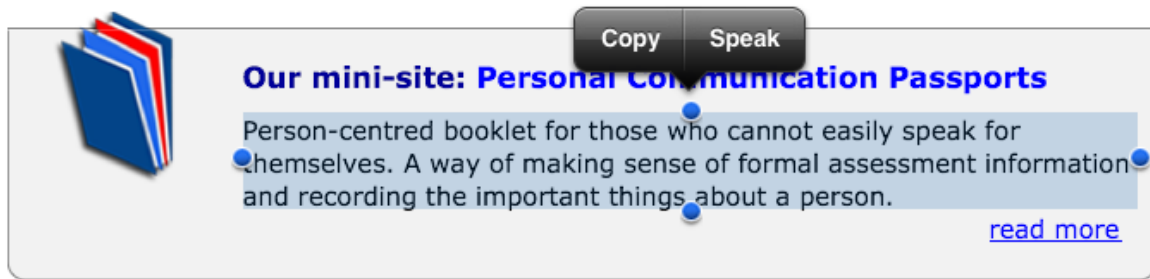 Copy Speak
Our mini-site: Personal Communication Passports
Person-centred booklet for those who cannot easily speak for
themselves. A way of making sense of formal assessment information
and recording the important things about a person.
read more